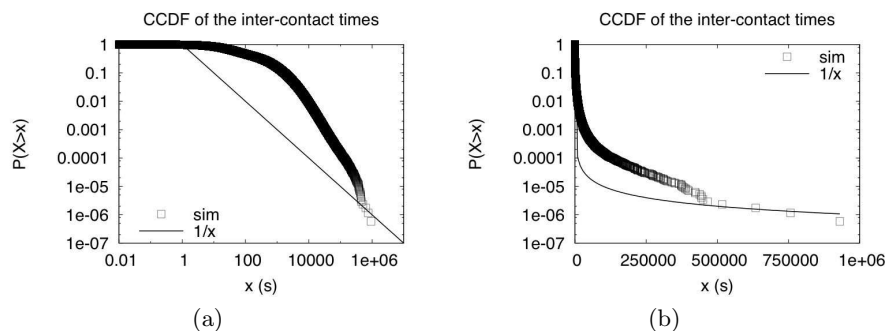 CCDF of the inter-contact times
1
0.1
0.01
0.001
0.0001
1e-05
1e-06
1e-07
P(X>x)
sim
1/x
0.01 1 100 10000 1e+06
x (s)
(a)
CCDF of the inter-contact times
1
0.1
0.01
0.001
0.0001
1e-05
1e-06
1e-07
P(X>x)
sim
1/x
0 250000 500000 750000 1e+06
x (s)
(b)